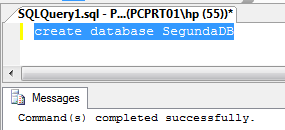 SQLQuery1.sql - P...(PCPRT01\hp (55))*
create database SegundaDB
Messages
Command(s) completed successfully.